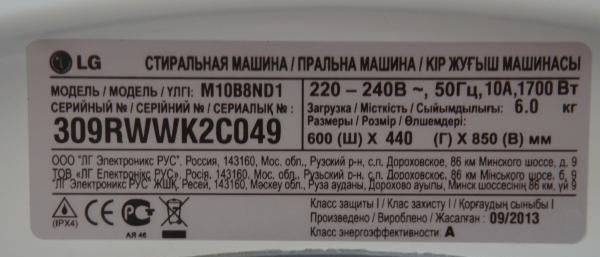 LG СТИРАЛЬНАЯ МАШИНА / ПРАЛЬНА МАШИНА / КІР ЖУҒЫШ МАШИНАСЫ
МОДЕЛЬ / МОДЕЛЬ / ҮЛГІ: M10B8ND1
СЕРИЙНЫЙ № / СЕРІЙНИЙ № / СЕРИАЛЫҚ №:
309RWWK2C049
220 - 240В ~, 50Гц, 10А, 1700 Вт
Загрузка / Місткість / Сыйымдылығы: 6.0 кг
Размеры / Розмір / Өлшемдері:
600 (Ш) X 440 (Г) X 850 (В) мм
ООО "ЛГ Электроникс РУС". Россия, 143160, Мос. обл., Рузский р-н, с.п. Дороховское, 86 км Минского шоссе, д. 9
ТОВ «ЛГ Електронікс РУС», Росія, 143160, Мос. обл., Рузьський р-н, с.п. Дороховське, 86 км Мінського шосе, б. 9
"ЛГ Электроникс РУС" ЖШҚ, Ресей, 143160, Мәскеу обл., Руза ауданы, Дорохово ауылы, Минск шоссесінің 86 км, үй 9
(IPX4) CE РС АЯ 46
Класс защиты I / Клас захисту I / Қорғаудың сыныбы I
Произведено / Вироблено / Жасалған : 09/2013
Класс энергоэффективности : A